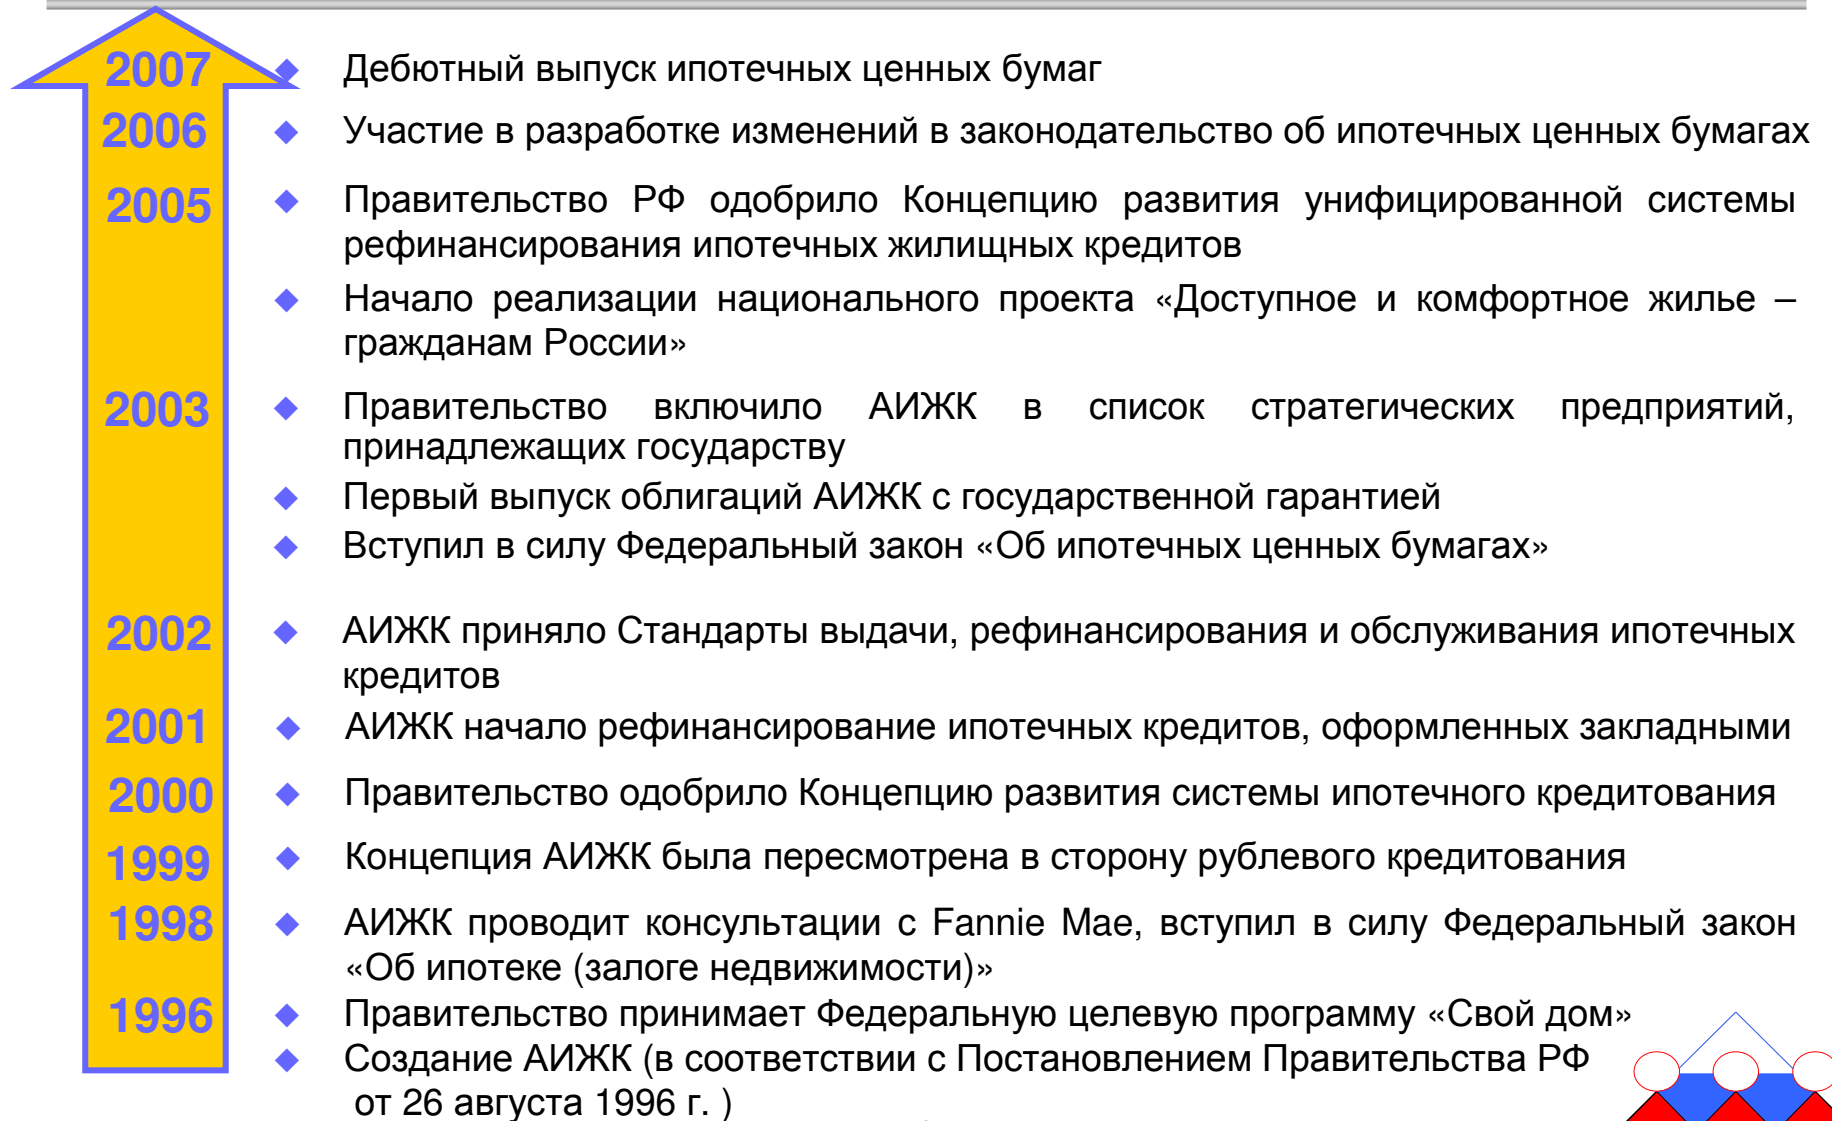 2007
Дебютный выпуск ипотечных ценных бумаг
2006
Участие в разработке изменений в законодательство об ипотечных ценных бумагах
2005
Правительство РФ одобрило Концепцию развития унифицированной системы
рефинансирования ипотечных жилищных кредитов
Начало реализации национального проекта «Доступное и комфортное жилье –
гражданам России»
2003
Правительство включило АИЖК в список стратегических предприятий,
принадлежащих государству
Первый выпуск облигаций АИЖК с государственной гарантией
Вступил в силу Федеральный закон «Об ипотечных ценных бумагах»
2002
АИЖК приняло Стандарты выдачи, рефинансирования и обслуживания ипотечных
кредитов
2001
АИЖК начало рефинансирование ипотечных кредитов, оформленных закладными
2000
Правительство одобрило Концепцию развития системы ипотечного кредитования
1999
Концепция АИЖК была пересмотрена в сторону рублевого кредитования
1998
АИЖК проводит консультации с Fannie Mae, вступил в силу Федеральный закон
«Об ипотеке (залоге недвижимости)»
1996
Правительство принимает Федеральную целевую программу «Свой дом»
Создание АИЖК (в соответствии с Постановлением Правительства РФ
от 26 августа 1996 г. )